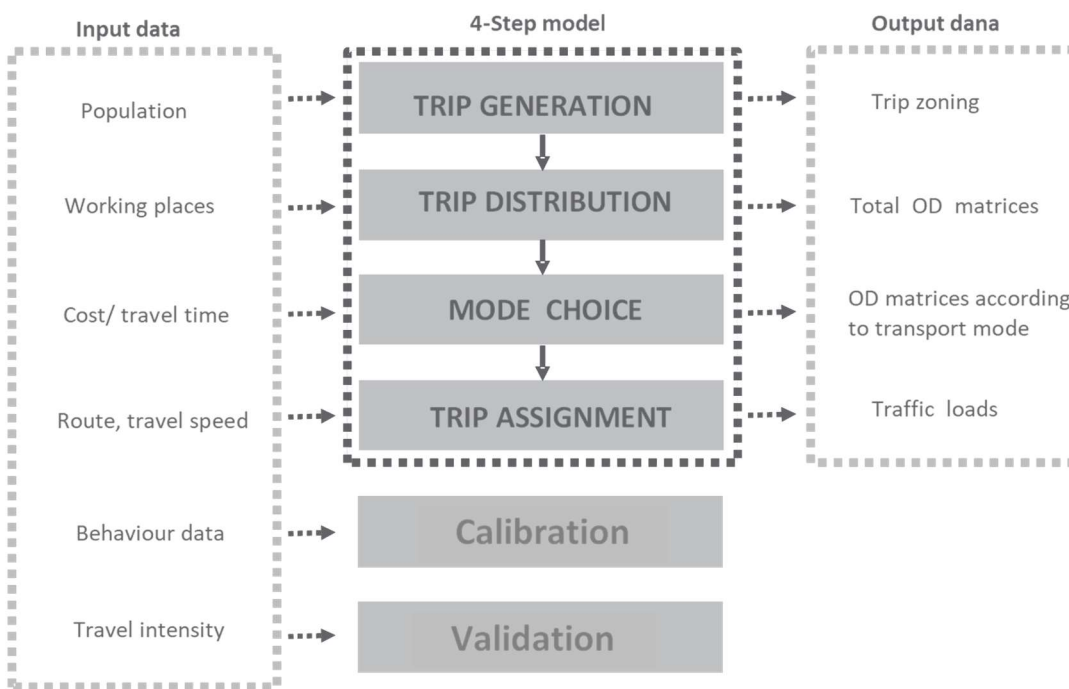 Input data
4-Step model
Output dana
Population
TRIP GENERATION
Trip zoning
Working places
TRIP DISTRIBUTION
Total OD matrices
Cost/ travel time
MODE CHOICE
OD matrices according
to transport mode
Route, travel speed
TRIP ASSIGNMENT
Traffic loads
Behaviour data
Calibration
Travel intensity
Validation